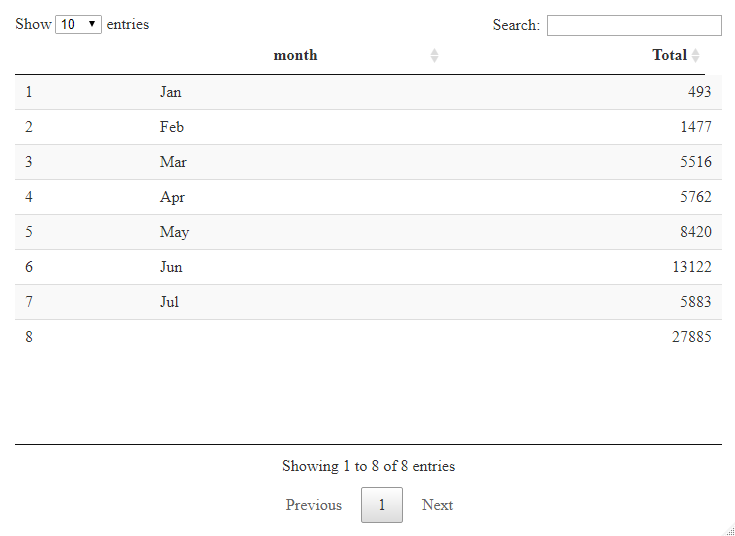 Show 10 entries Search:
month Total
1 Jan 493
2 Feb 1477
3 Mar 5516
4 Apr 5762
5 May 8420
6 Jun 13122
7 Jul 5883
8 27885
Showing 1 to 8 of 8 entries
Previous 1 Next